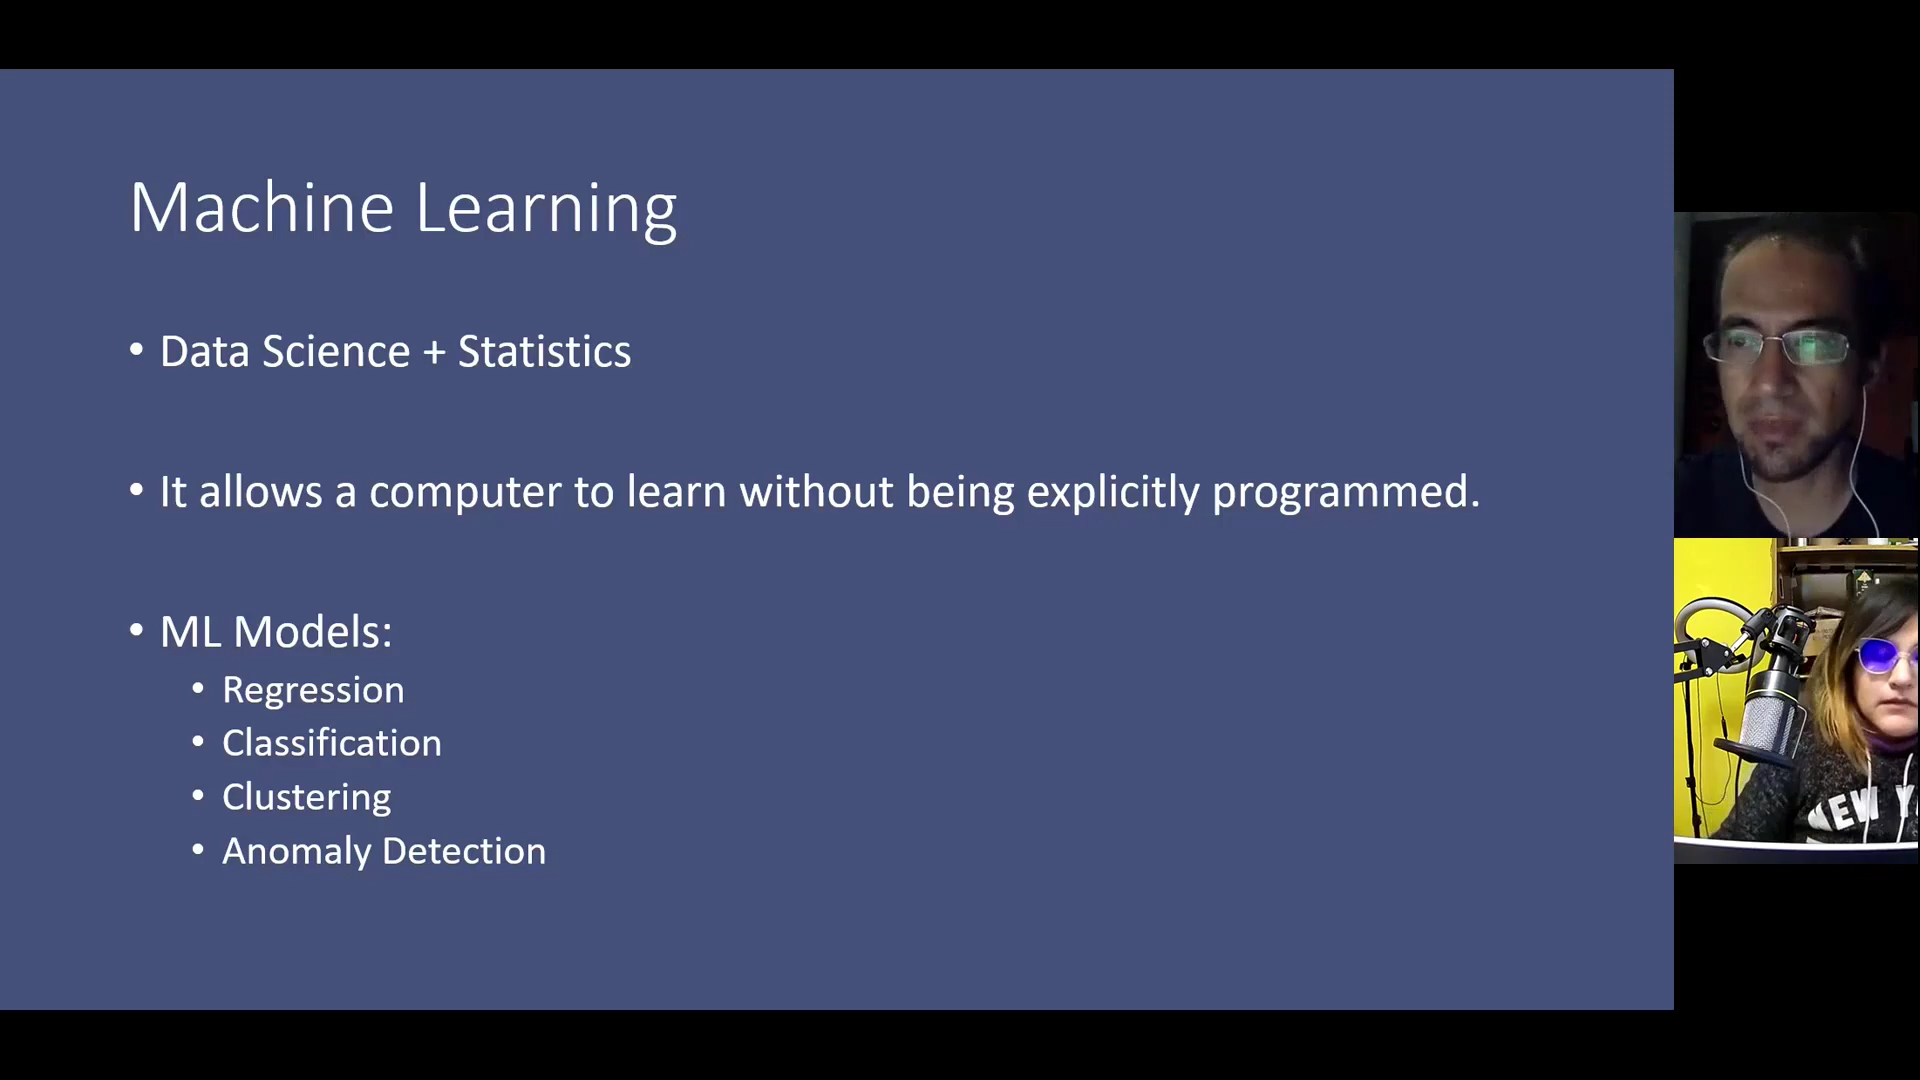 Machine Learning
• Data Science + Statistics
• It allows a computer to learn without being explicitly programmed.
• ML Models:
• Regression
• Classification
• Clustering
• Anomaly Detection
NEW